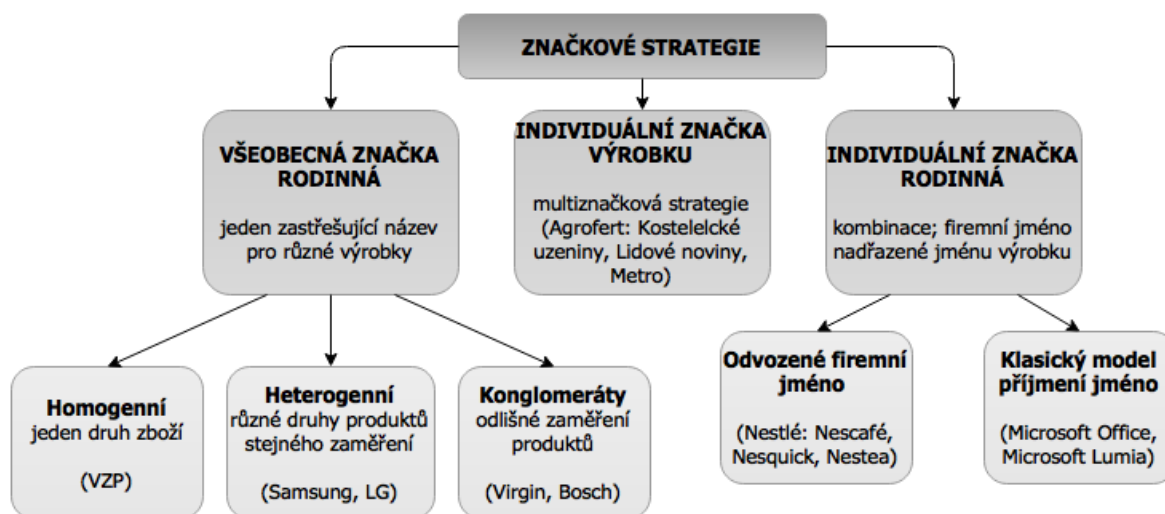 ZNAČKOVÉ STRATEGIE
VŠEOBECNÁ ZNAČKA
RODINNÁ
jeden zastřešující název
pro různé výrobky
INDIVIDUÁLNÍ ZNAČKA
VÝROBKU
multiznačková strategie
(Agrofert: Kostelelcké
uzeniny, Lidové noviny,
Metro)
INDIVIDUÁLNÍ ZNAČKA
RODINNÁ
kombinace; firemní jméno
nadřazené jménu výrobku
Homogenní
jeden druh zboží
(VZP)
Heterogenní
různé druhy produktů
stejného zaměření
(Samsung, LG)
Konglomeráty
odlišné zaměření
produktů
(Virgin, Bosch)
Odvozené firemní
jméno
(Nestlé: Nescafé,
Nesquick, Nestea)
Klasický model
příjmení jméno
(Microsoft Office,
Microsoft Lumia)